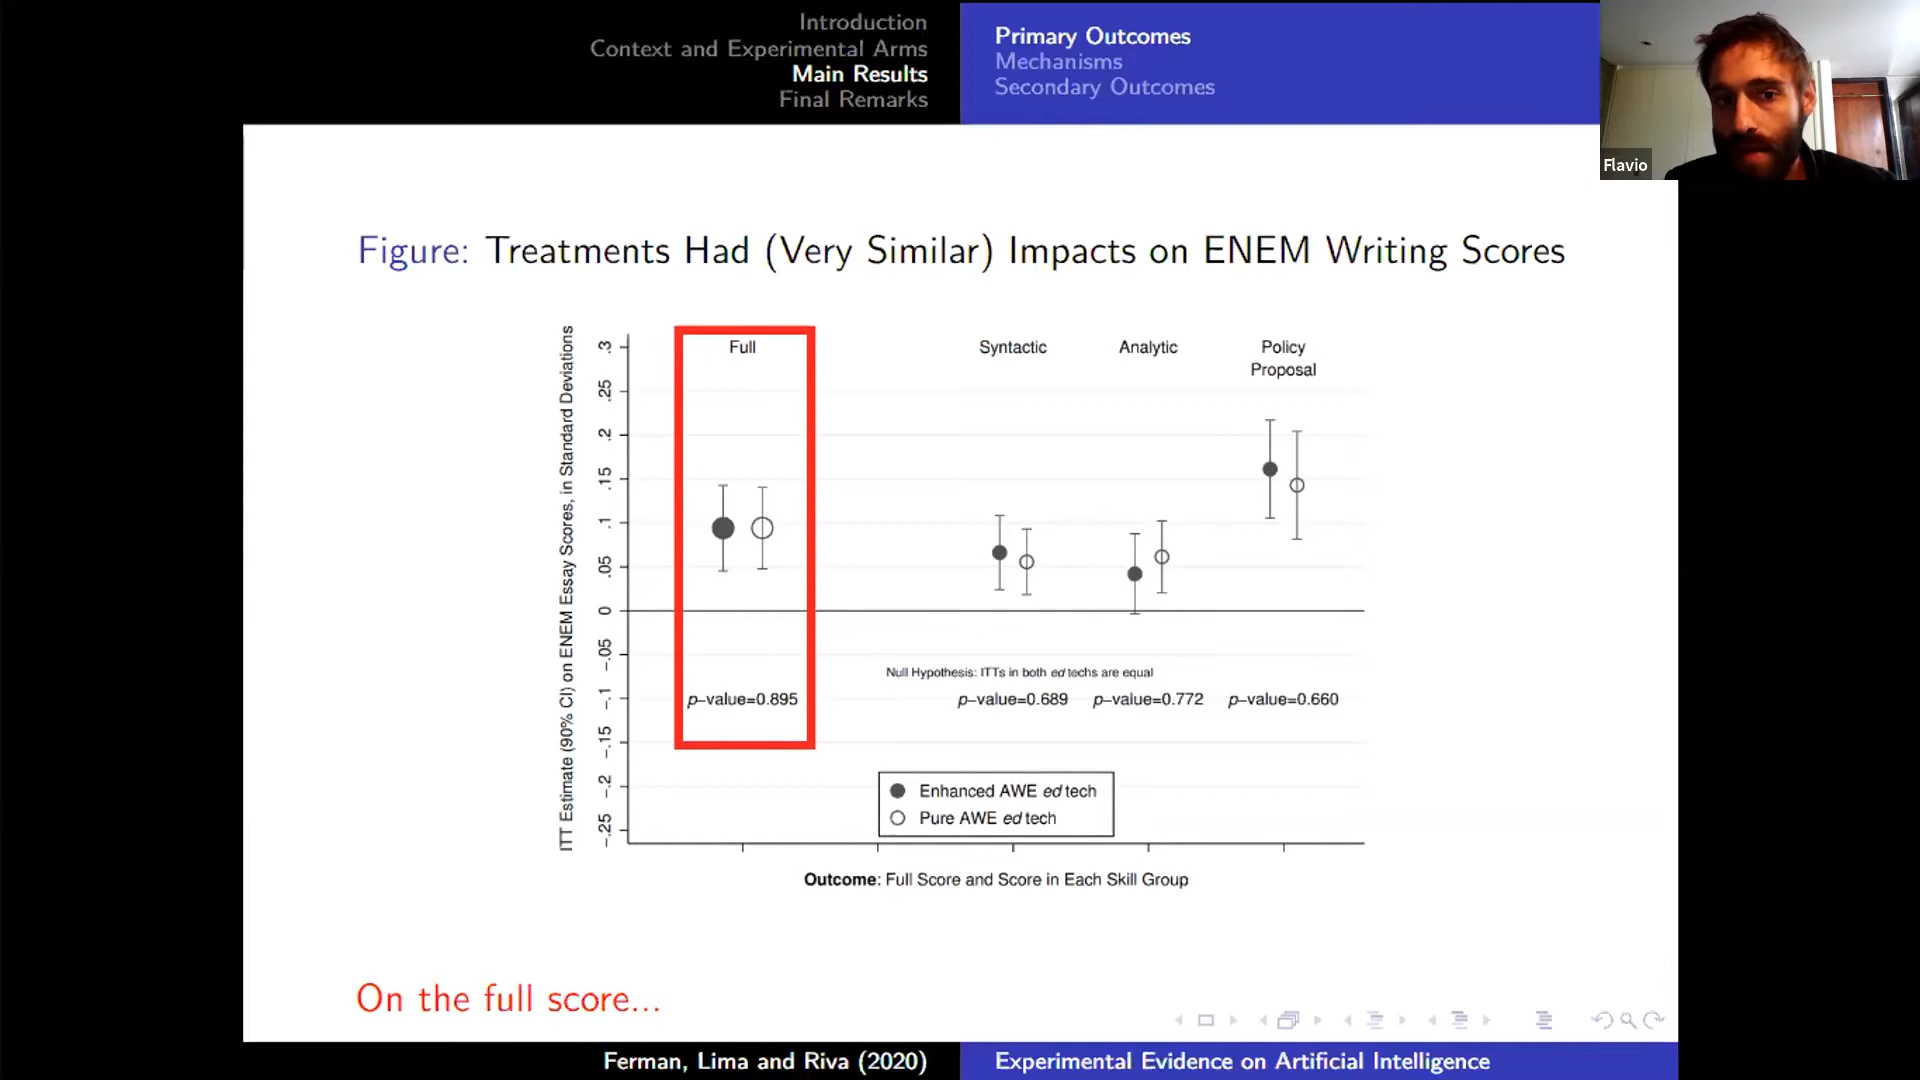 Introduction
Context and Experimental Arms
Main Results
Final Remarks
Primary Outcomes
Mechanisms
Secondary Outcomes
Flavio
Figure: Treatments Had (Very Similar) Impacts on ENEM Writing Scores
ITT Estimate (90% CI) on ENEM Essay Scores, in Standard Deviations
.3
.25
.2
.15
.1
.05
0
-.05
-.1
-.15
-.2
-.25
Full
Syntactic
Analytic
Policy
Proposal
Null Hypothesis: ITTs in both ed techs are equal
p-value=0.895
p-value=0.689
p-value=0.772
p-value=0.660
Enhanced AWE ed tech
Pure AWE ed tech
Outcome: Full Score and Score in Each Skill Group
On the full score...
Ferman, Lima and Riva (2020)
Experimental Evidence on Artificial Intelligence